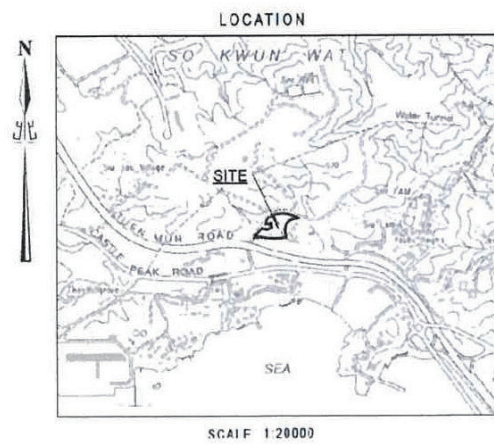 LOCATION
N
SO KWUN WAT
Water Tunnel
SITE
TUEN MUN ROAD
CASTLE PEAK ROAD
SEA
SCALE 1:20000